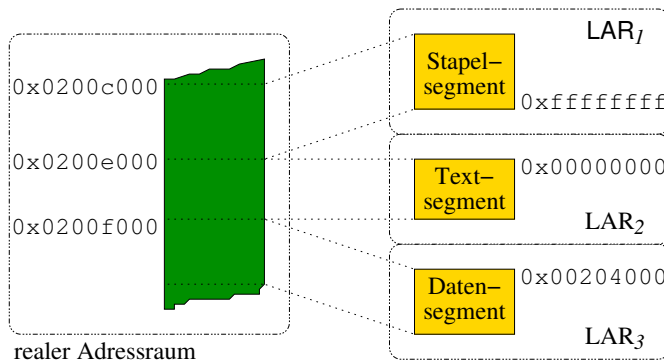 0x0200c000
0x0200e000
0x0200f000
realer Adressraum
LAR1
Stapel–
segment
0xffffffff
Text–
segment
0x00000000
LAR2
Daten–
segment
0x00204000
LAR3